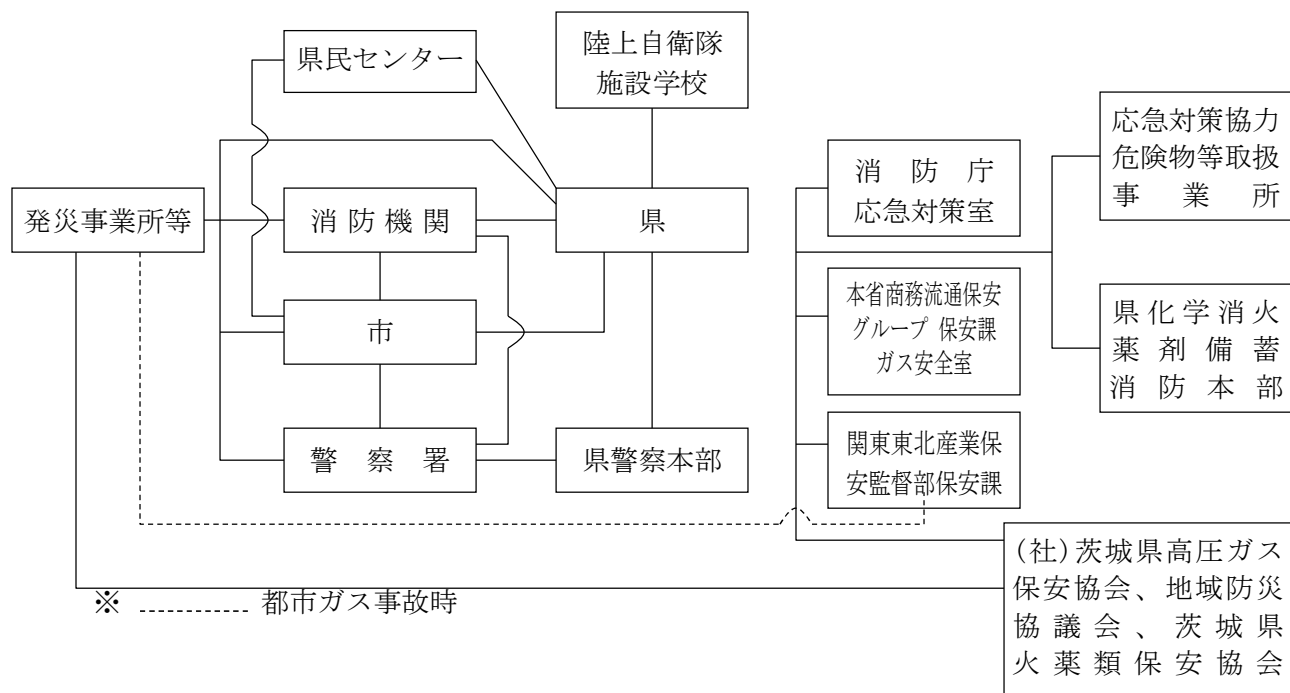 県民センター
陸上自衛隊
施設学校
発災事業所等
消防機関
県
市
警察署
県警察本部
消防庁
応急対策室
本省商務流通保安
グループ 保安課
ガス安全室
関東東北産業保
安監督部保安課
応急対策協力
危険物等取扱
事業所
県化学消火
薬剤備蓄
消防本部
(社)茨城県高圧ガス
保安協会、地域防災
協議会、茨城県
火薬類保安協会
※ 都市ガス事故時